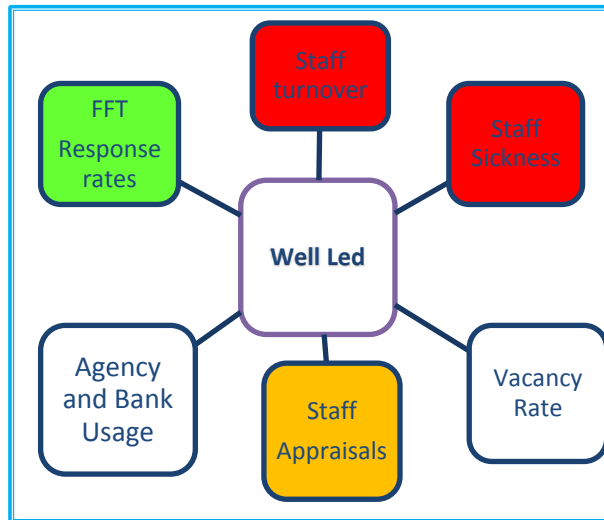 Staff
turnover
FFT
Response
rates
Staff
Sickness
Well Led
Agency
and Bank
Usage
Staff
Appraisals
Vacancy
Rate